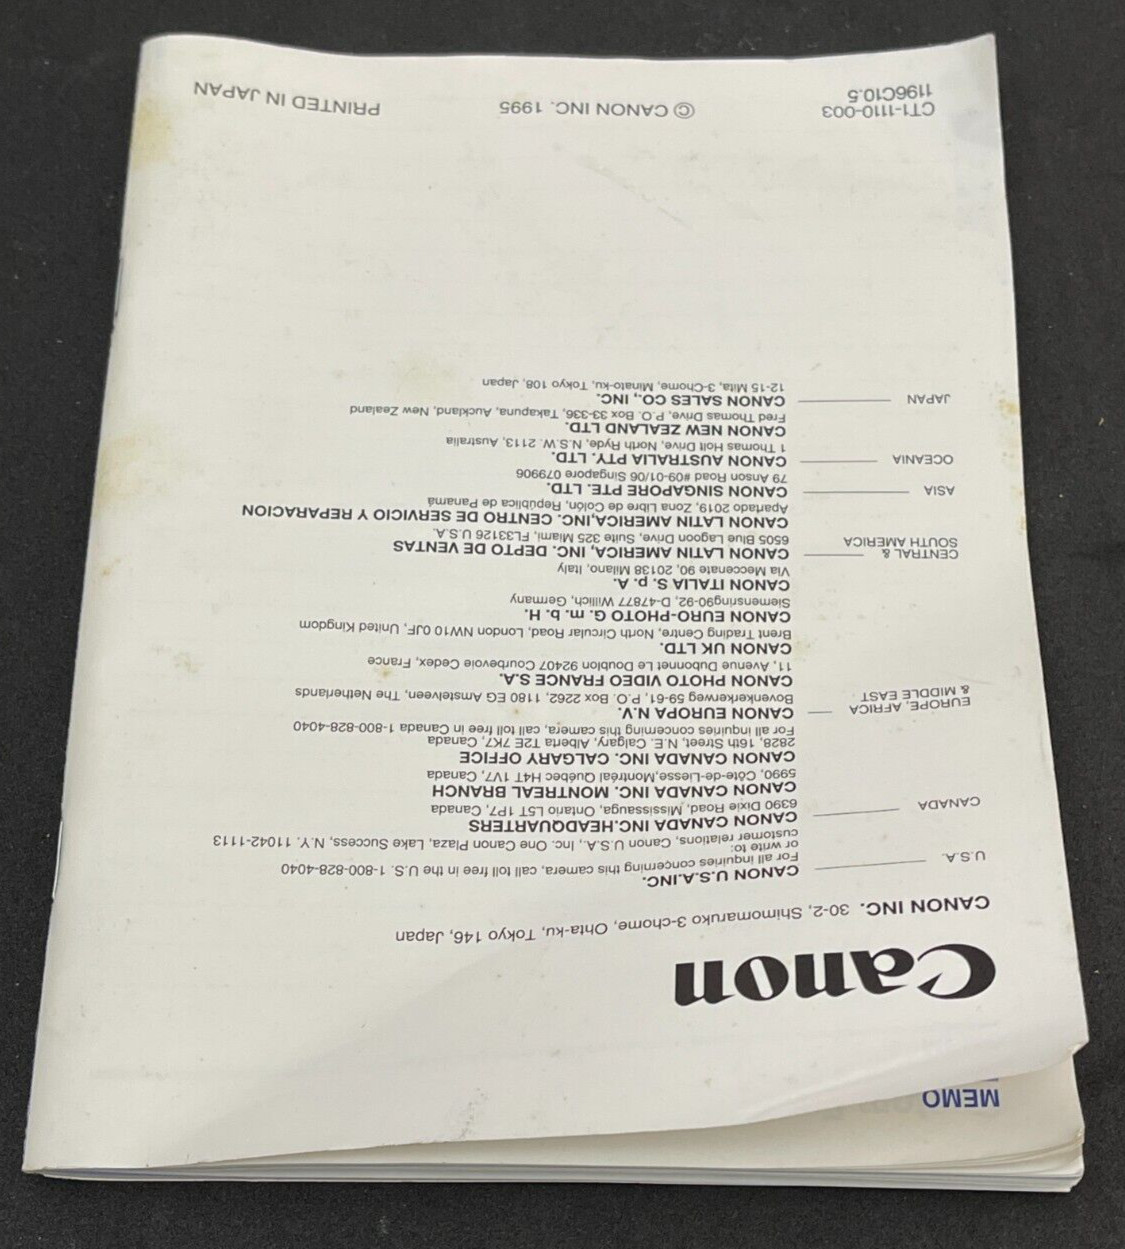 Canon
CANON INC. 30-2, Shimomaruko 3-chome, Ohta-ku, Tokyo 146, Japan
U.S.A.
CANON U.S.A.INC.
For all inquiries concerning this camera, call toll free in the U.S. 1-800-828-4040
or write to:
customer relations, Canon U.S.A., Inc. One Canon Plaza, Lake Success, N.Y. 11042-1113
CANADA
CANON CANADA INC.HEADQUARTERS
6390 Dixie Road, Mississauga, Ontario L5T 1P7, Canada
CANON CANADA INC. MONTREAL BRANCH
5990, Côte-de-Liesse,Montréal Québec H4T 1V7, Canada
CANON CANADA INC. CALGARY OFFICE
2828, 16th Street, N.E. Calgary, Alberta T2E 7K7, Canada
For all inquiries concerning this camera, call toll free in Canada 1-800-828-4040
EUROPE, AFRICA
& MIDDLE EAST
CANON EUROPA N.V.
Bovenkerkerweg 59-61, P.O. Box 2262, 1180 EG Amstelveen, The Netherlands
CANON PHOTO VIDEO FRANCE S.A.
11, Avenue Dubonnet Le Doublon 92407 Courbevoie Cedex, France
CANON UK LTD.
Brent Trading Centre, North Circular Road, London NW10 0JF, United Kingdom
CANON EURO-PHOTO G. m. b. H.
Siemensring90-92, D-47877 Willich, Germany
CANON ITALIA S. p. A.
Via Meccenate 90, 20138 Milano, Italy
CENTRAL &
SOUTH AMERICA
CANON LATIN AMERICA, INC. DEPTO DE VENTAS
6505 Blue Lagoon Drive, Suite 325 Miami, FL33126 U.S.A.
CANON LATIN AMERICA,INC. CENTRO DE SERVICIO Y REPARACION
Apartado 2019, Zona Libre de Colón, República de Panamá
ASIA
CANON SINGAPORE PTE. LTD.
79 Anson Road #09-01/06 Singapore 079906
OCEANIA
CANON AUSTRALIA PTY. LTD.
1 Thomas Holt Drive, North Ryde, N.S.W. 2113, Australia
CANON NEW ZEALAND LTD.
Fred Thomas Drive, P.O. Box 33-336, Takapuna, Auckland, New Zealand
JAPAN
CANON SALES CO., INC.
12-15 Mita, 3-Chome, Minato-ku, Tokyo 108, Japan
CT1-1110-003
1196C10.5
© CANON INC. 1995
PRINTED IN JAPAN
MEMO